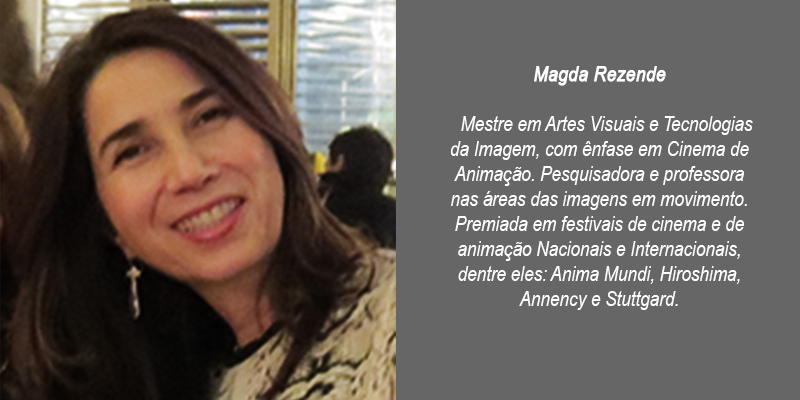 Magda Rezende
Mestre em Artes Visuais e Tecnologias
da Imagem, com ênfase em Cinema de
Animação. Pesquisadora e professora
nas áreas das imagens em movimento.
Premiada em festivais de cinema e de
animação Nacionais e Internacionais,
dentre eles: Anima Mundi, Hiroshima,
Annency e Stuttgard.